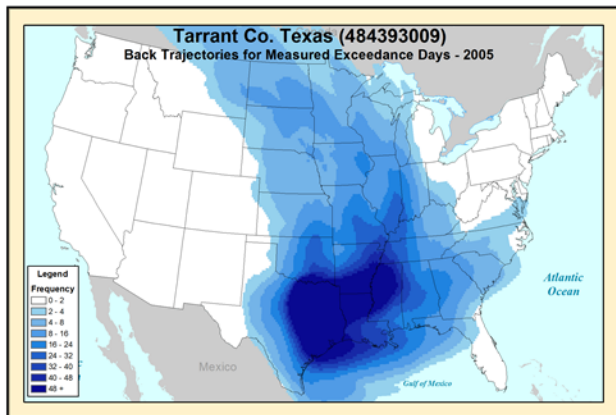 Tarrant Co. Texas (484393009)
Back Trajectories for Measured Exceedance Days - 2005
Legend
Frequency
0 - 2
2 - 4
4 - 8
8 - 16
16 - 24
24 - 32
32 - 40
40 - 48
48 +
Atlantic
Ocean
Mexico
Gulf of Mexico